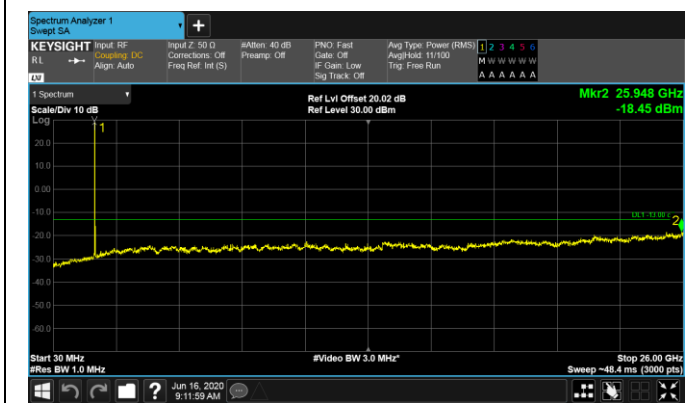 Spectrum Analyzer 1
Swept SA
+
KEYSIGHT
RL
LXI
Input: RF
Coupling: DC
Align: Auto
Input Z: 50 Ω
Corrections: Off
Freq Ref: Int (S)
#Atten: 40 dB
Preamp: Off
PNO: Fast
Gate: Off
IF Gain: Low
Sig Track: Off
Avg Type: Power (RMS)
Avg|Hold: 11/100
Trig: Free Run
1 2 3 4 5 6
M W W W W W
A A A A A A
1 Spectrum
Scale/Div 10 dB
Log
Ref Lvl Offset 20.02 dB
Ref Level 30.00 dBm
Mkr2 25.948 GHz
-18.45 dBm
1
20.0
10.0
0.00
-10.0
DL1 -13.00
2
-20.0
-30.0
-40.0
-50.0
-60.0
Start 30 MHz
#Res BW 1.0 MHz
#Video BW 3.0 MHz*
Stop 26.00 GHz
Sweep ~48.4 ms (3000 pts)
?
Jun 16, 2020
9:11:59 AM